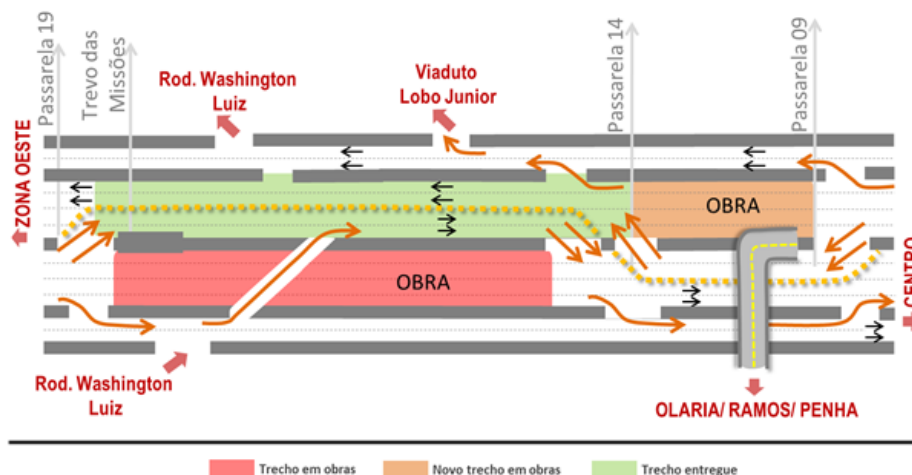 Passarela 19
Trevo das
Missões
Rod. Washington
Luiz
Viaduto
Lobo Junior
Passarela 14
Passarela 09
ZONA OESTE
OBRA
OBRA
CENTRO
Rod. Washington
Luiz
OLARIA/ RAMOS/ PENHA
Trecho em obras
Novo trecho em obras
Trecho entregue